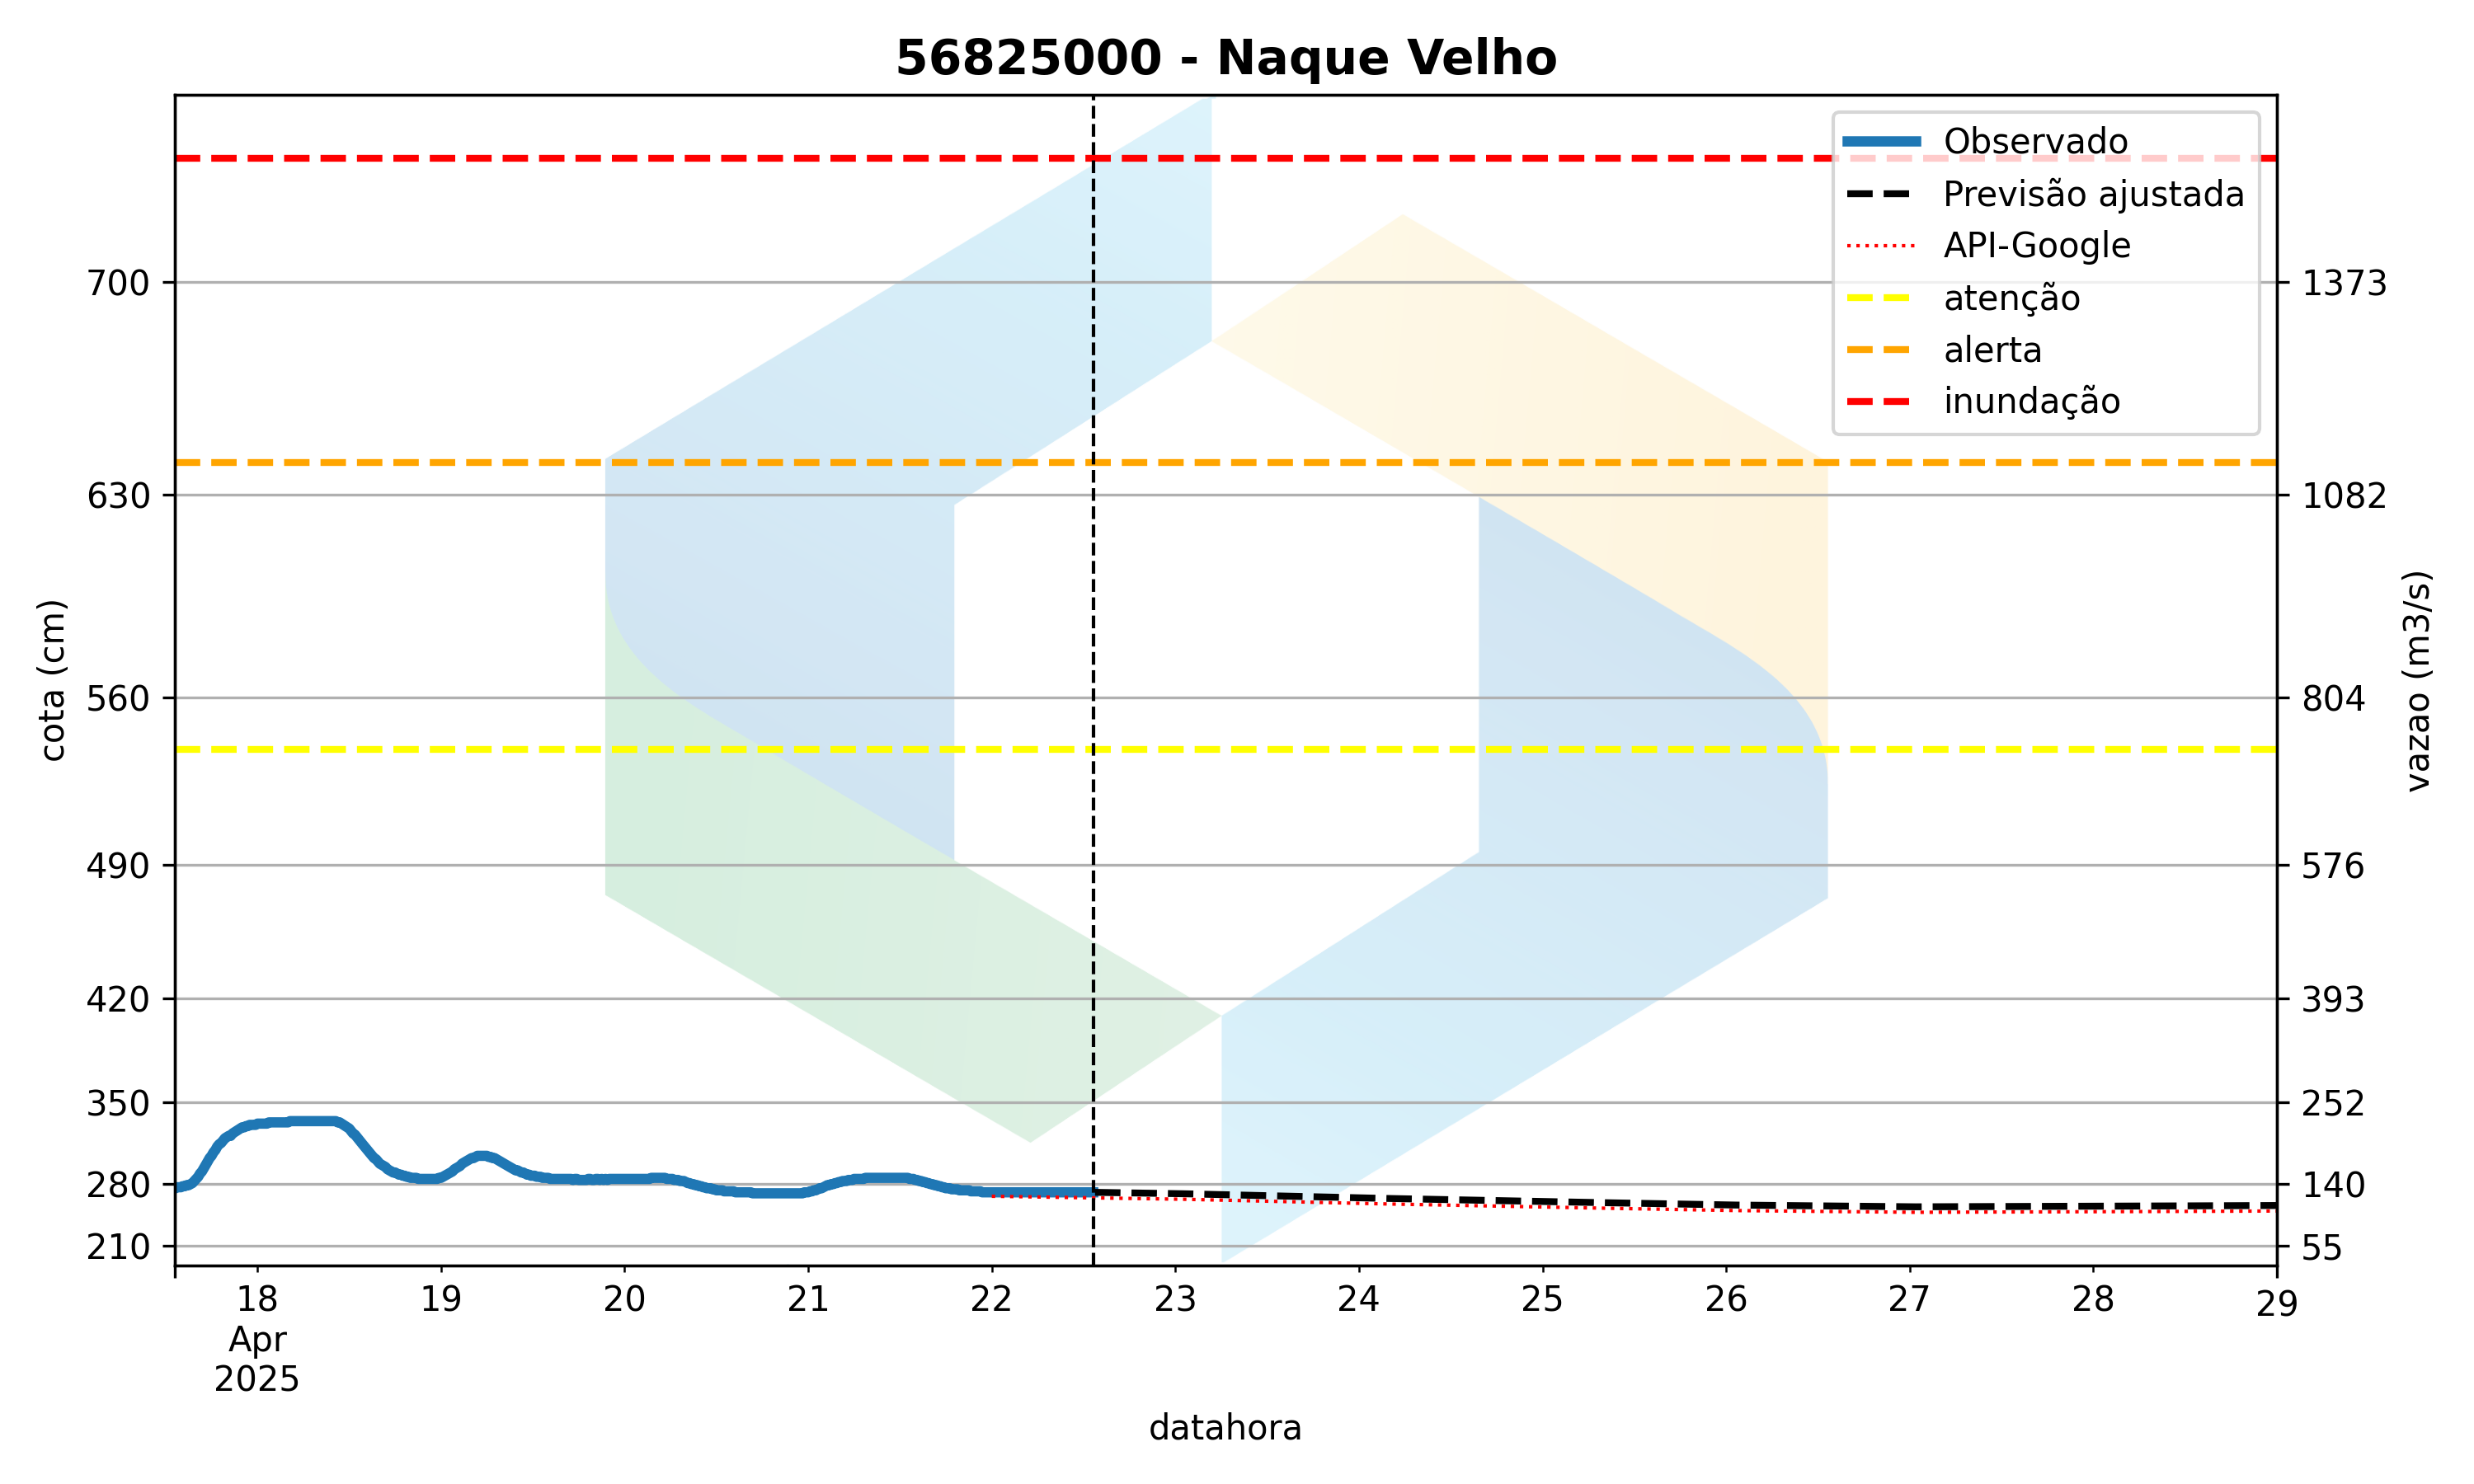 56825000 - Naque Velho
Observado
Previsão ajustada
API-Google
atenção
alerta
inundação
cota (cm)
700
630
560
490
420
350
280
210
1373
1082
804
576
393
252
140
55
vazao (m3/s)
18
19
20
21
22
23
24
25
26
27
28
29
Apr
2025
datahora